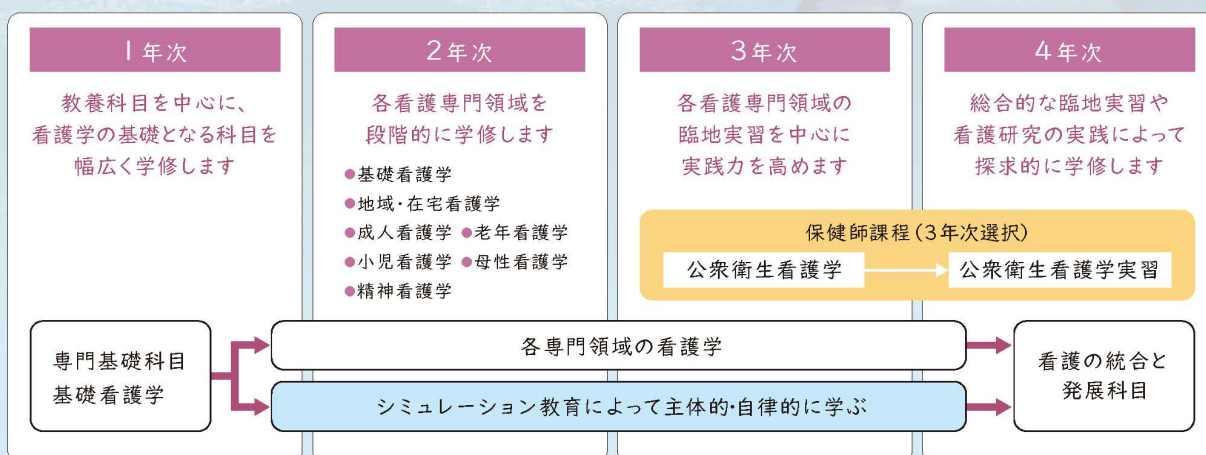 1年次
教養科目を中心に、
看護学の基礎となる科目を
幅広く学修します
2年次
各看護専門領域を
段階的に学修します
●基礎看護学
●地域・在宅看護学
●成人看護学 ●老年看護学
●小児看護学 ●母性看護学
●精神看護学
3年次
各看護専門領域の
臨地実習を中心に
実践力を高めます
4年次
総合的な臨地実習や
看護研究の実践によって
探求的に学修します
保健師課程(3年次選択)
公衆衛生看護学
公衆衛生看護学実習
専門基礎科目
基礎看護学
各専門領域の看護学
シミュレーション教育によって主体的・自律的に学ぶ
看護の統合と
発展科目